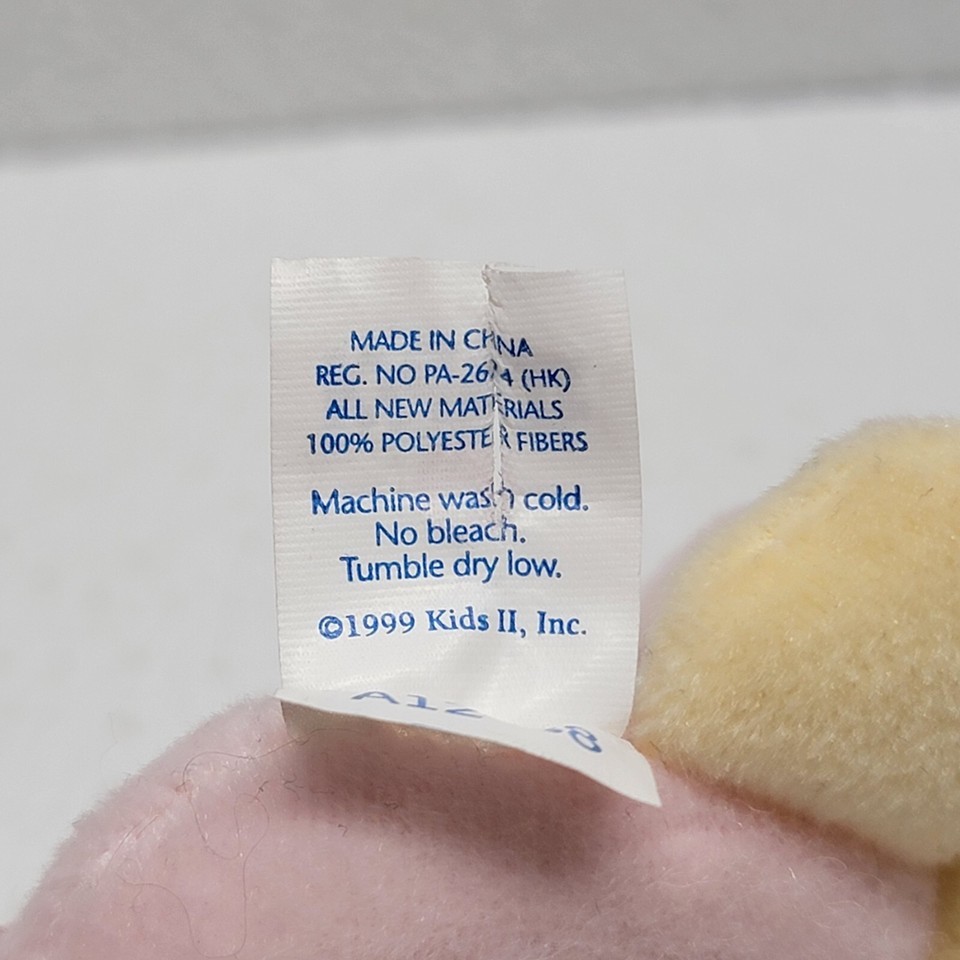 MADE IN CHINA
REG. NO (HK)
ALL NEW MATERIALS
100% POLYESTER FIBERS
Machine wash cold.
No bleach.
Tumble dry low.
©1999 Kids II, Inc.